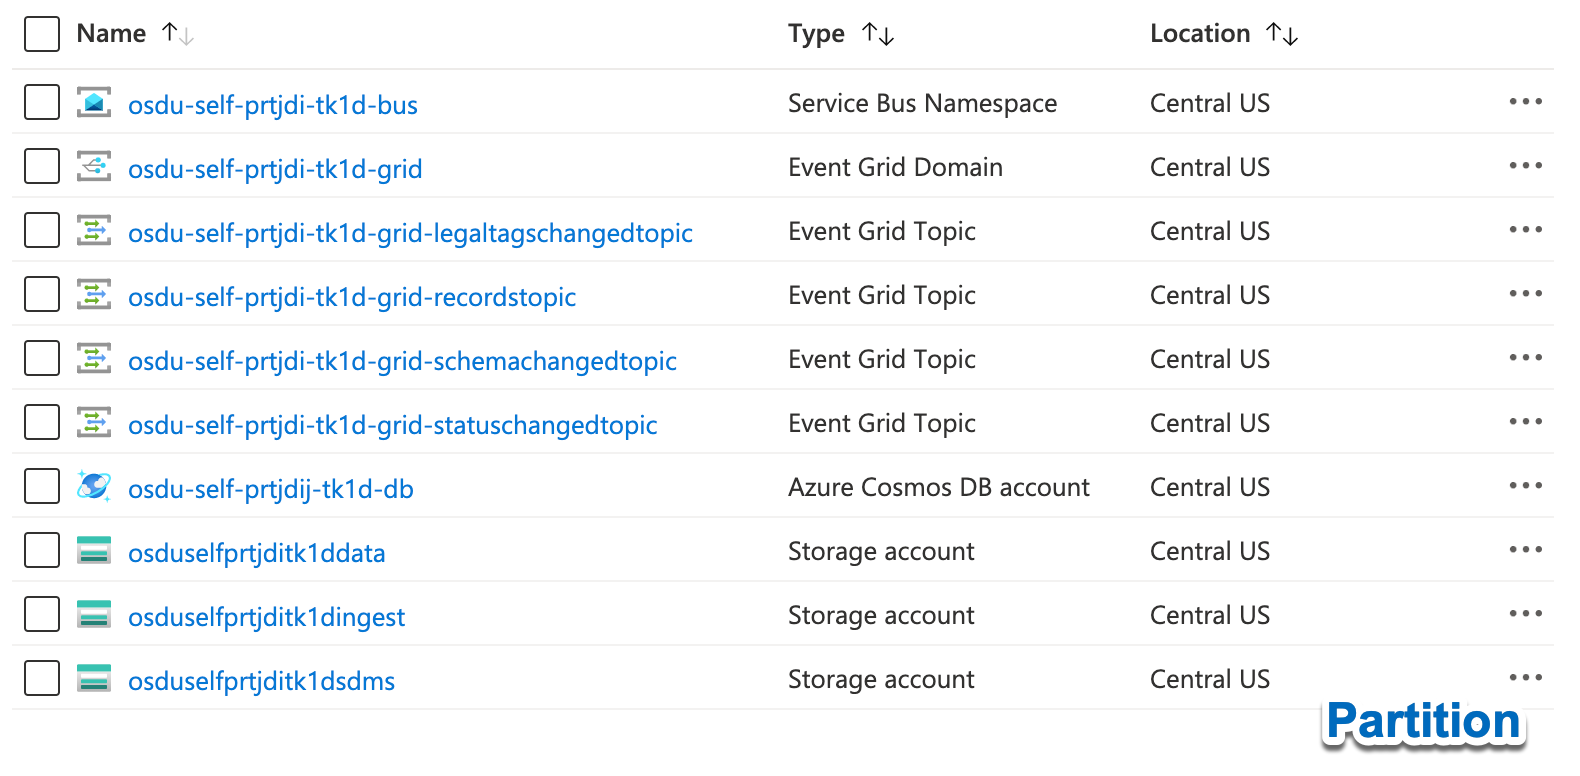 Name ↑↓ Type ↑↓ Location ↑↓
osdu-self-prtjdi-tk1d-bus Service Bus Namespace Central US ...
osdu-self-prtjdi-tk1d-grid Event Grid Domain Central US ...
osdu-self-prtjdi-tk1d-grid-legaltagschangedtopic Event Grid Topic Central US ...
osdu-self-prtjdi-tk1d-grid-recordstopic Event Grid Topic Central US ...
osdu-self-prtjdi-tk1d-grid-schemachangedtopic Event Grid Topic Central US ...
osdu-self-prtjdi-tk1d-grid-statuschangedtopic Event Grid Topic Central US ...
osdu-self-prtjdij-tk1d-db Azure Cosmos DB account Central US ...
osduselfprtjditk1ddata Storage account Central US ...
osduselfprtjditk1dingest Storage account Central US ...
osduselfprtjditk1dsdms Storage account Central US ...
Partition